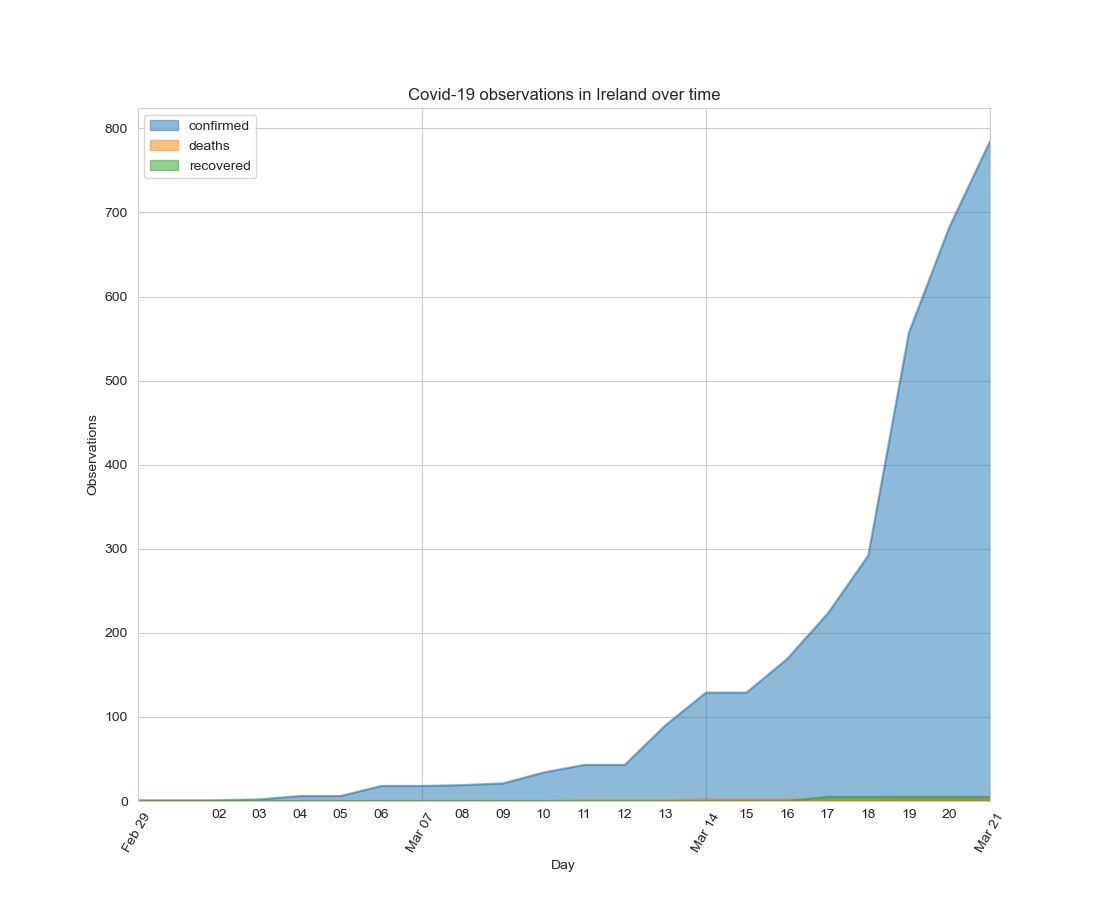 Covid-19 observations in Ireland over time
confirmed
deaths
recovered
800
700
600
500
400
300
200
100
0
Observations
Feb 29
02
03
04
05
06
Mar 07
08
09
10
11
12
13
Mar 14
15
16
17
18
19
20
Mar 21
Day